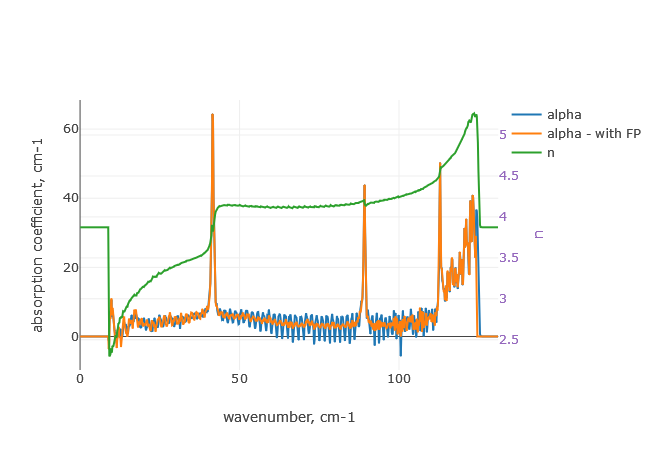 alpha
alpha - with FP
n
absorption coefficient, cm-1
60
40
20
0
5
4.5
4
3.5
3
2.5
n
0
50
100
wavenumber, cm-1